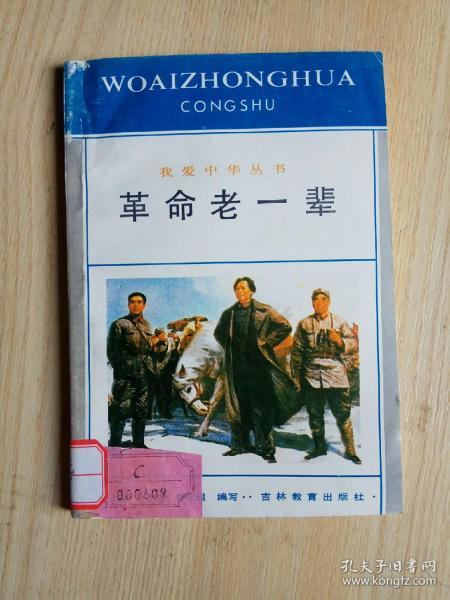 WOAIZHONGHUA
CONGSHU
我爱中华丛书
革命老一辈
C
000609
编写··吉林教育出版社·
孔夫子旧书网
www.kongfz.com